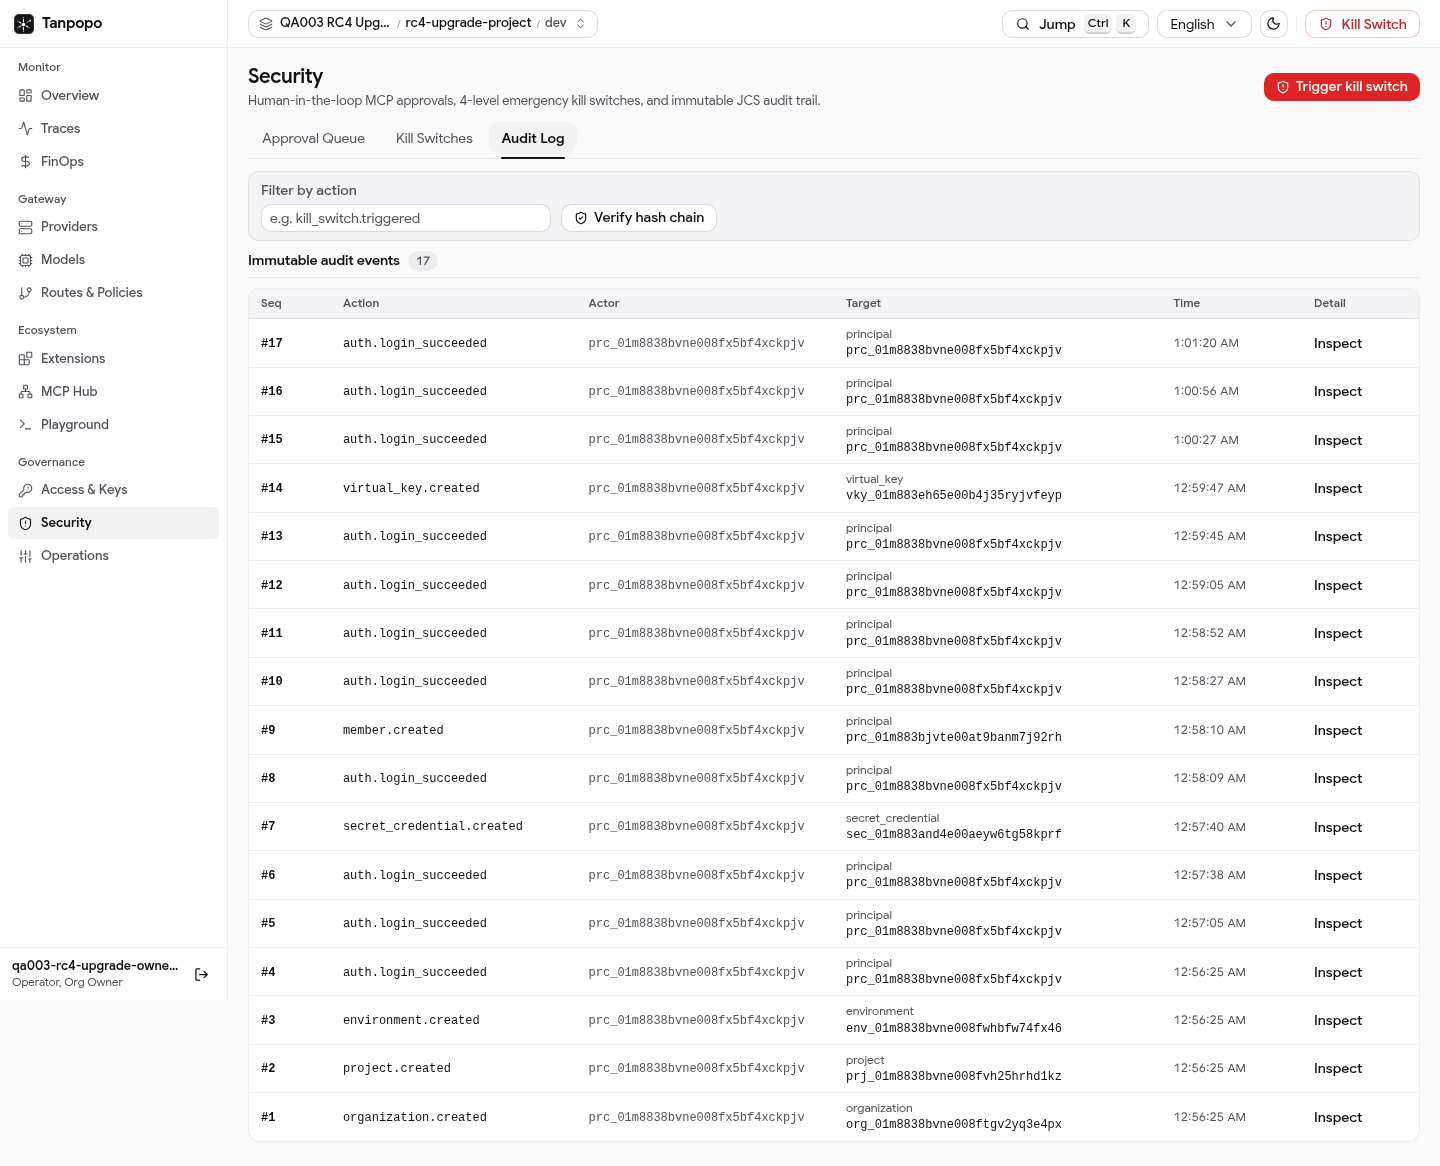 Tanpopo
QA003 RC4 Upg... / rc4-upgrade-project / dev
Jump Ctrl K
English
Kill Switch
Monitor
Overview
Traces
FinOps
Gateway
Providers
Models
Routes & Policies
Ecosystem
Extensions
MCP Hub
Playground
Governance
Access & Keys
Security
Operations
qa003-rc4-upgrade-owne...
Operator, Org Owner
Security
Human-in-the-loop MCP approvals, 4-level emergency kill switches, and immutable JCS audit trail.
Trigger kill switch
Approval Queue Kill Switches Audit Log
Filter by action
e.g. kill_switch.triggered
Verify hash chain
Immutable audit events 17
Seq Action Actor Target Time Detail
#17 auth.login_succeeded prc_01m8838bvne008fx5bf4xckpjv principal prc_01m8838bvne008fx5bf4xckpjv 1:01:20 AM Inspect
#16 auth.login_succeeded prc_01m8838bvne008fx5bf4xckpjv principal prc_01m8838bvne008fx5bf4xckpjv 1:00:56 AM Inspect
#15 auth.login_succeeded prc_01m8838bvne008fx5bf4xckpjv principal prc_01m8838bvne008fx5bf4xckpjv 1:00:27 AM Inspect
#14 virtual_key.created prc_01m8838bvne008fx5bf4xckpjv virtual_key vky_01m883eh65e00b4j35ryjvfeyp 12:59:47 AM Inspect
#13 auth.login_succeeded prc_01m8838bvne008fx5bf4xckpjv principal prc_01m8838bvne008fx5bf4xckpjv 12:59:45 AM Inspect
#12 auth.login_succeeded prc_01m8838bvne008fx5bf4xckpjv principal prc_01m8838bvne008fx5bf4xckpjv 12:59:05 AM Inspect
#11 auth.login_succeeded prc_01m8838bvne008fx5bf4xckpjv principal prc_01m8838bvne008fx5bf4xckpjv 12:58:52 AM Inspect
#10 auth.login_succeeded prc_01m8838bvne008fx5bf4xckpjv principal prc_01m8838bvne008fx5bf4xckpjv 12:58:27 AM Inspect
#9 member.created prc_01m8838bvne008fx5bf4xckpjv principal prc_01m883bjvte00at9banm7j92rh 12:58:10 AM Inspect
#8 auth.login_succeeded prc_01m8838bvne008fx5bf4xckpjv principal prc_01m8838bvne008fx5bf4xckpjv 12:58:09 AM Inspect
#7 secret_credential.created prc_01m8838bvne008fx5bf4xckpjv secret_credential sec_01m883and4e00aeyw6tg58kprf 12:57:40 AM Inspect
#6 auth.login_succeeded prc_01m8838bvne008fx5bf4xckpjv principal prc_01m8838bvne008fx5bf4xckpjv 12:57:38 AM Inspect
#5 auth.login_succeeded prc_01m8838bvne008fx5bf4xckpjv principal prc_01m8838bvne008fx5bf4xckpjv 12:57:05 AM Inspect
#4 auth.login_succeeded prc_01m8838bvne008fx5bf4xckpjv principal prc_01m8838bvne008fx5bf4xckpjv 12:56:25 AM Inspect
#3 environment.created prc_01m8838bvne008fx5bf4xckpjv environment env_01m8838bvne008fwhbfw74fx46 12:56:25 AM Inspect
#2 project.created prc_01m8838bvne008fx5bf4xckpjv project prj_01m8838bvne008fvh25hrhd1kz 12:56:25 AM Inspect
#1 organization.created prc_01m8838bvne008fx5bf4xckpjv organization org_01m8838bvne008ftgv2yq3e4px 12:56:25 AM Inspect